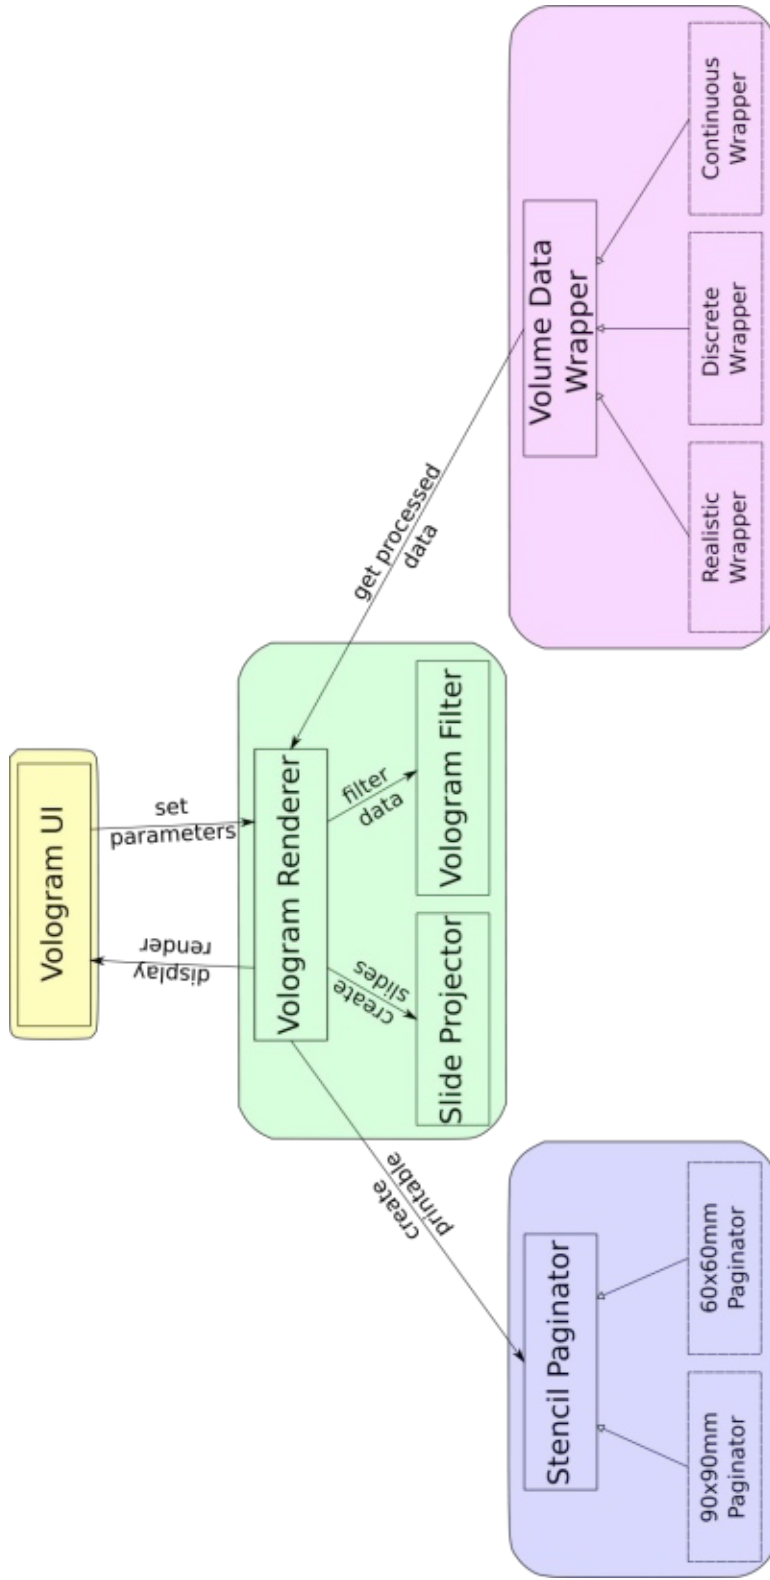 Vologram UI
set
parameters
display
render
Vologram Renderer
filter
data
create
slides
Vologram Filter
Slide Projector
get processed
data
create
printable
Volume Data
Wrapper
Realistic
Wrapper
Discrete
Wrapper
Continuous
Wrapper
Stencil Paginator
90x90mm
Paginator
60x60mm
Paginator